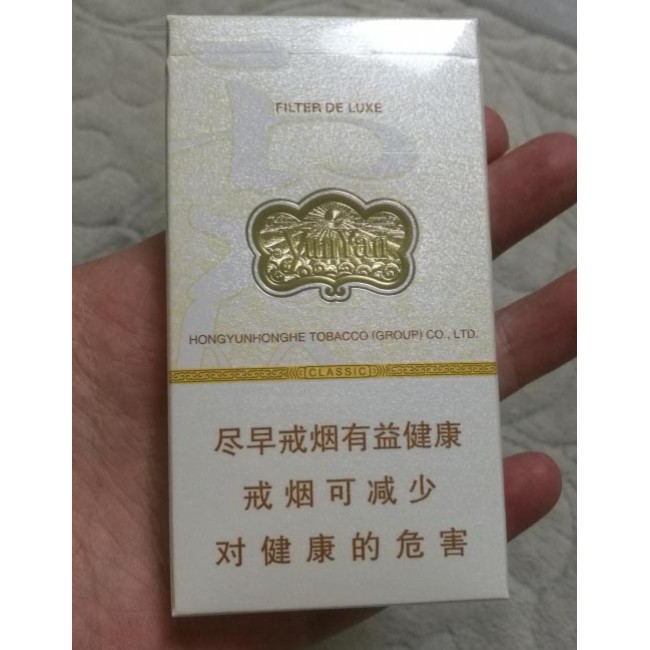 FILTER DE LUXE
YunYan
HONGYUNHONGHE TOBACCO (GROUP) CO., LTD.
CLASSIC
尽早戒烟有益健康
戒烟可减少
对健康的危害